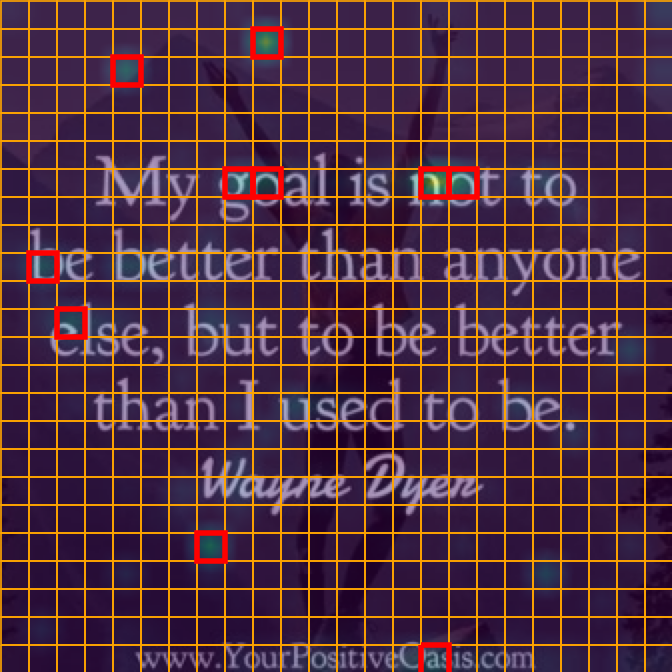 My goal is not to
be better than anyone
else, but to be better
than I used to be.
Wayne Dyer
www.YourPositiveOasis.com